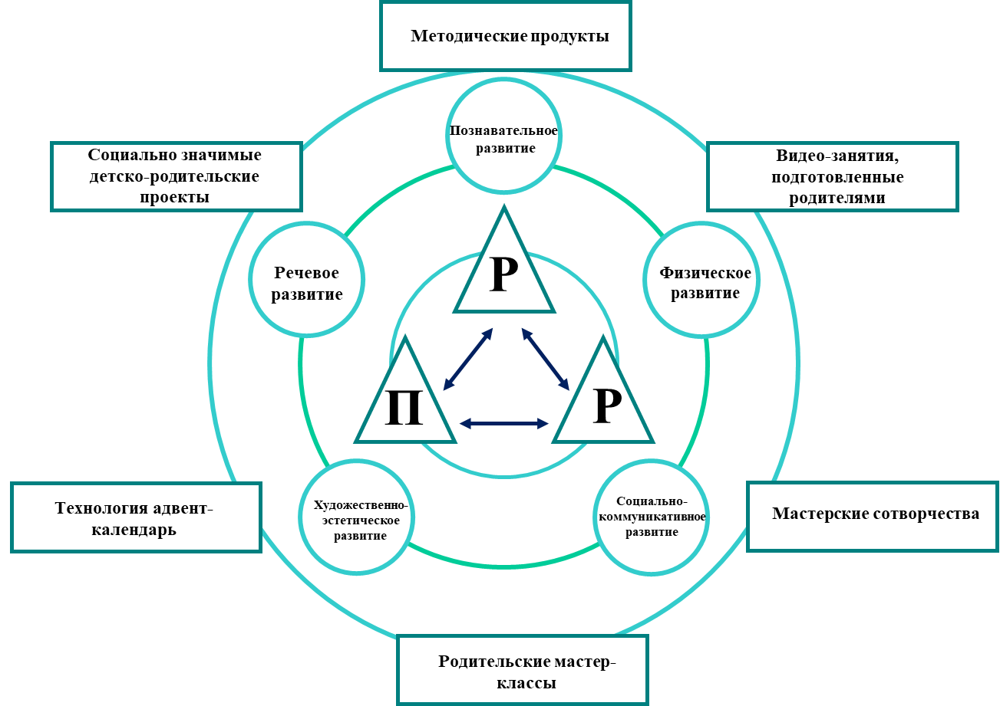 Методические продукты
Познавательное
развитие
Социально значимые
детско-родительские
проекты
Видео-занятия,
подготовленные
родителями
Речевое
развитие
Физическое
развитие
Р
П
Р
Технология адвент-
календарь
Художественно-
эстетическое
развитие
Социально-
коммуникативное
развитие
Мастерские сотворчества
Родительские мастер-
классы